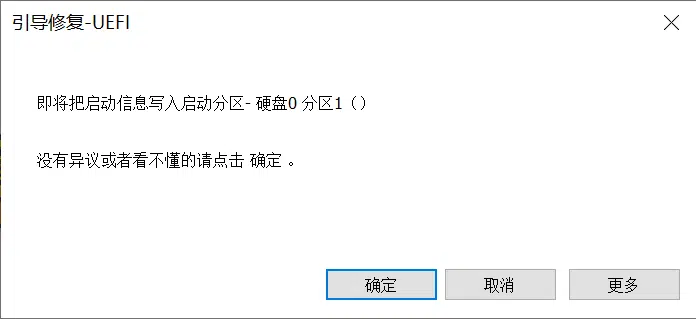 引导修复-UEFI
即将把启动信息写入启动分区- 硬盘0 分区1（）
没有异议或者看不懂的请点击 确定 。
确定 取消 更多